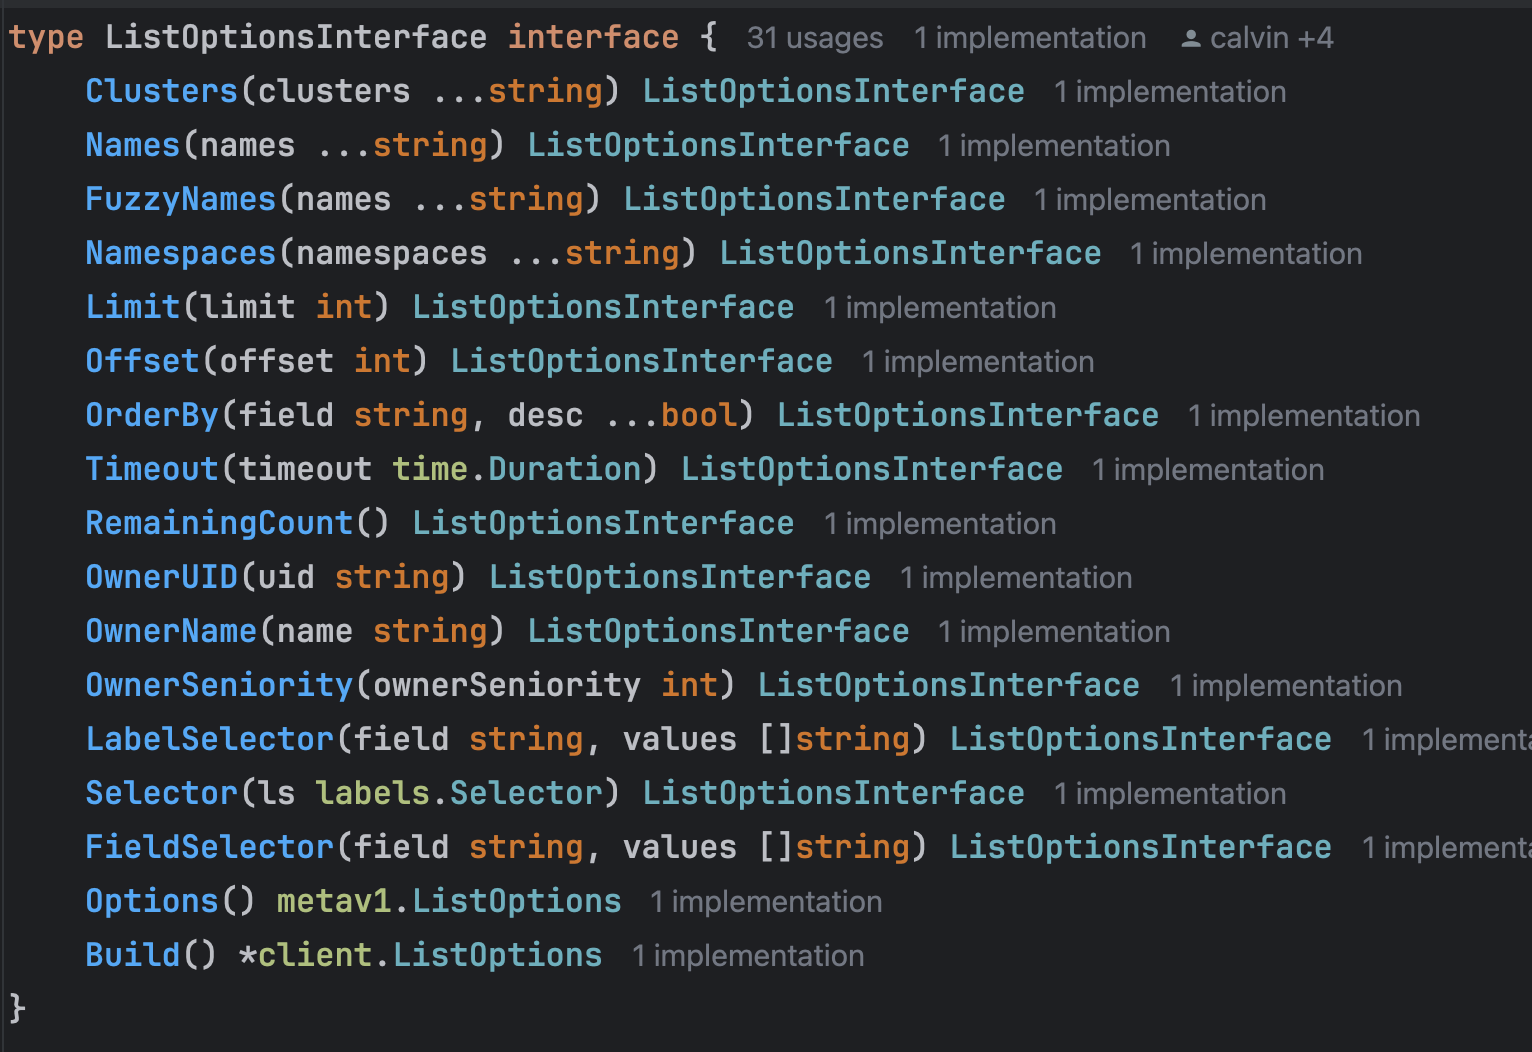 type ListOptionsInterface interface {  31 usages  1 implementation  calvin +4
Clusters(clusters ...string) ListOptionsInterface  1 implementation
Names(names ...string) ListOptionsInterface  1 implementation
FuzzyNames(names ...string) ListOptionsInterface  1 implementation
Namespaces(namespaces ...string) ListOptionsInterface  1 implementation
Limit(limit int) ListOptionsInterface  1 implementation
Offset(offset int) ListOptionsInterface  1 implementation
OrderBy(field string, desc ...bool) ListOptionsInterface  1 implementation
Timeout(timeout time.Duration) ListOptionsInterface  1 implementation
RemainingCount() ListOptionsInterface  1 implementation
OwnerUID(uid string) ListOptionsInterface  1 implementation
OwnerName(name string) ListOptionsInterface  1 implementation
OwnerSeniority(ownerSeniority int) ListOptionsInterface  1 implementation
LabelSelector(field string, values []string) ListOptionsInterface  1 implementa
Selector(ls labels.Selector) ListOptionsInterface  1 implementation
FieldSelector(field string, values []string) ListOptionsInterface  1 implementa
Options() metav1.ListOptions  1 implementation
Build() *client.ListOptions  1 implementation
}